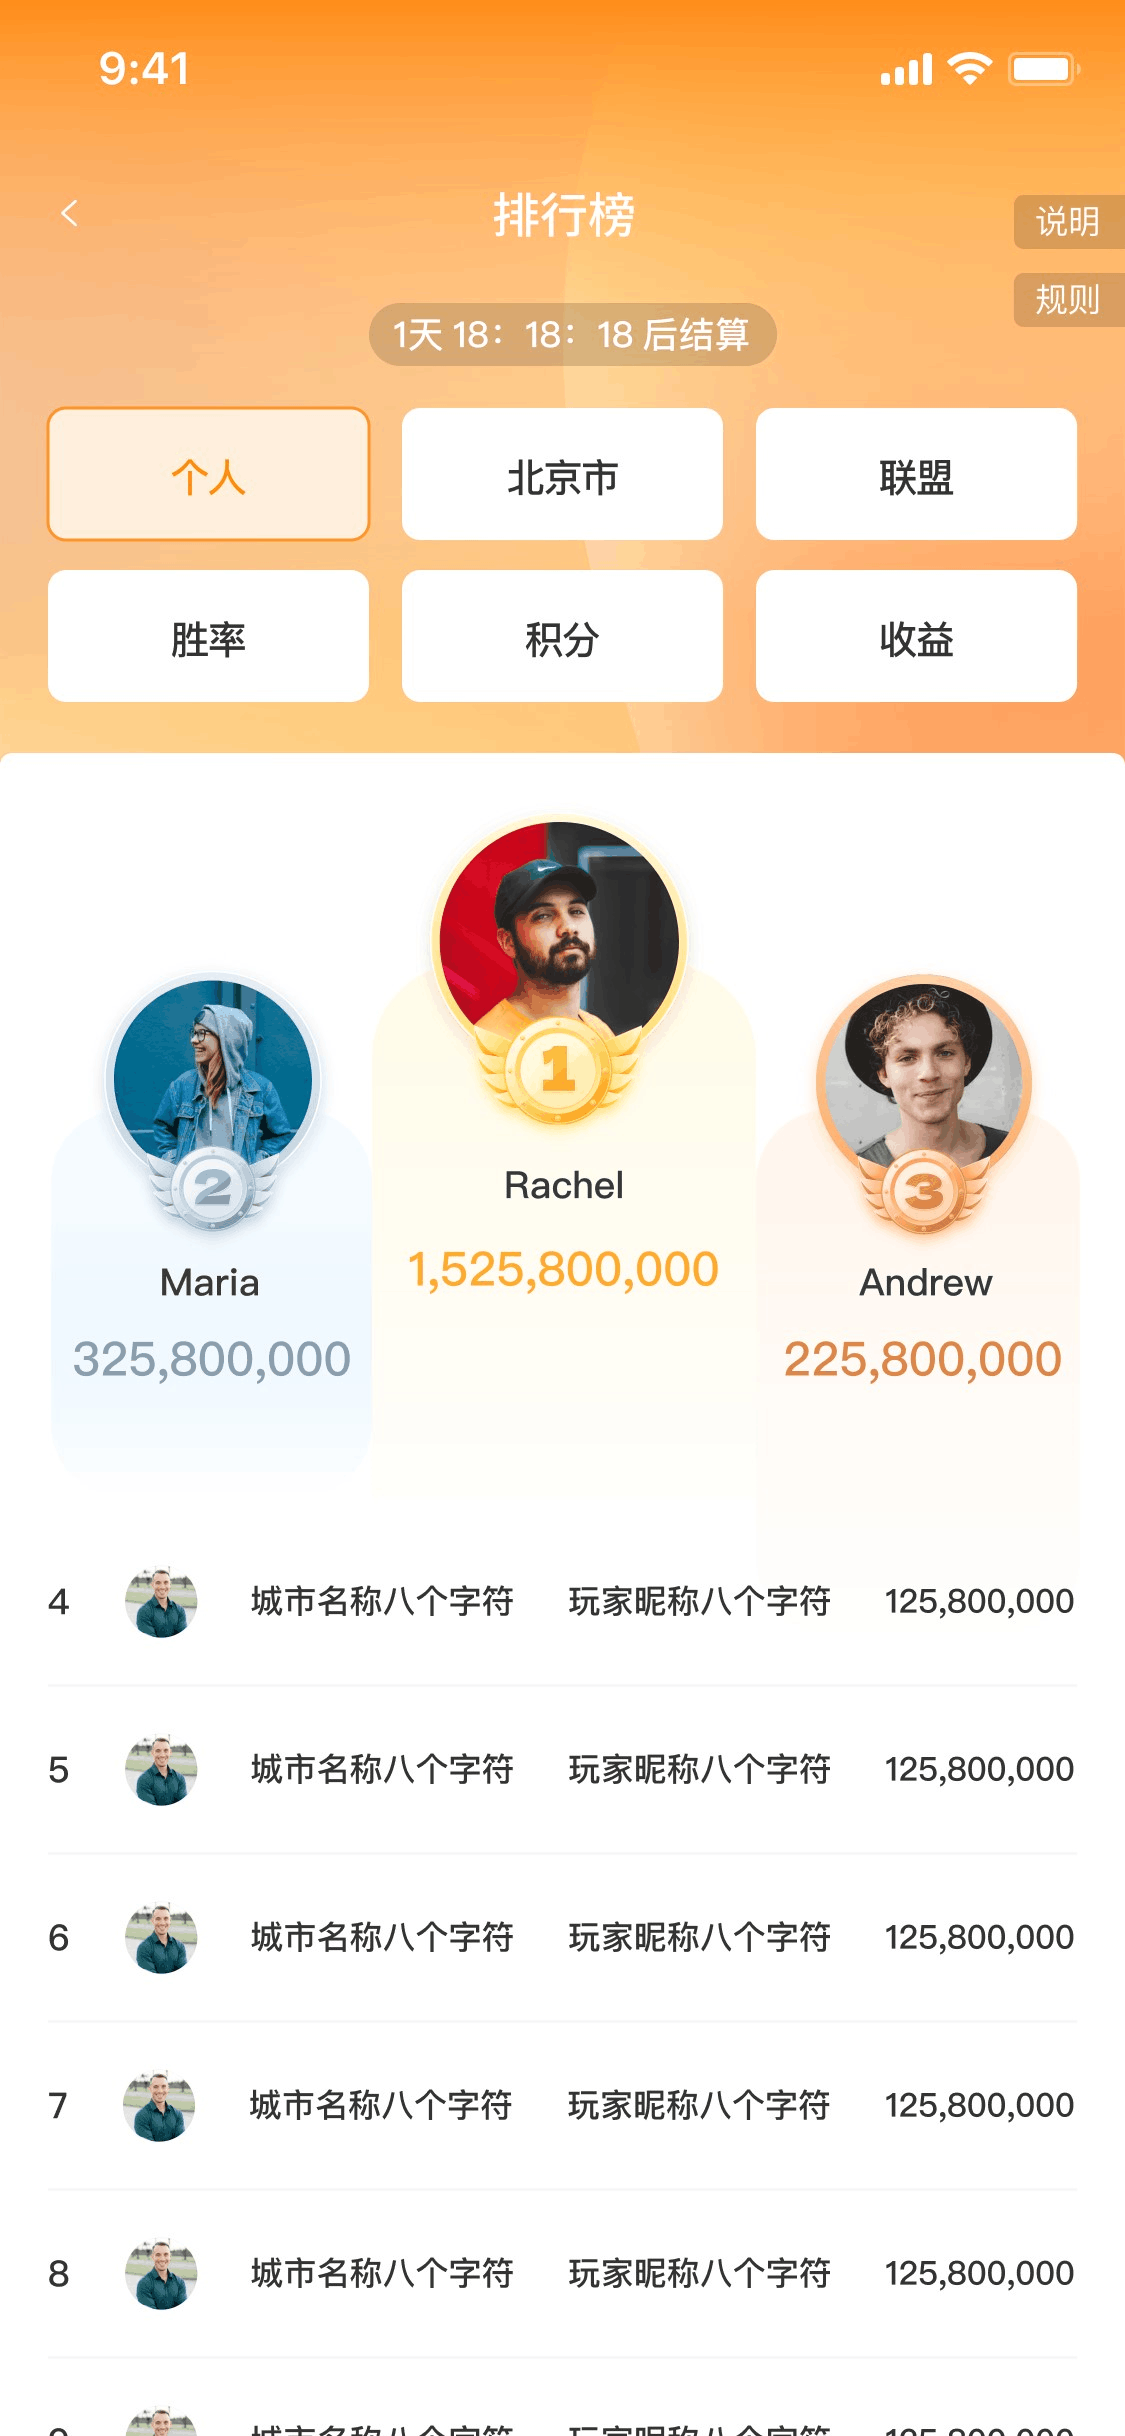 9:41
排行榜
说明
规则
1天 18：18：18 后结算
个人
北京市
联盟
胜率
积分
收益
1
2
3
Rachel
1,525,800,000
Maria
325,800,000
Andrew
225,800,000
4 城市名称八个字符 玩家昵称八个字符 125,800,000
5 城市名称八个字符 玩家昵称八个字符 125,800,000
6 城市名称八个字符 玩家昵称八个字符 125,800,000
7 城市名称八个字符 玩家昵称八个字符 125,800,000
8 城市名称八个字符 玩家昵称八个字符 125,800,000